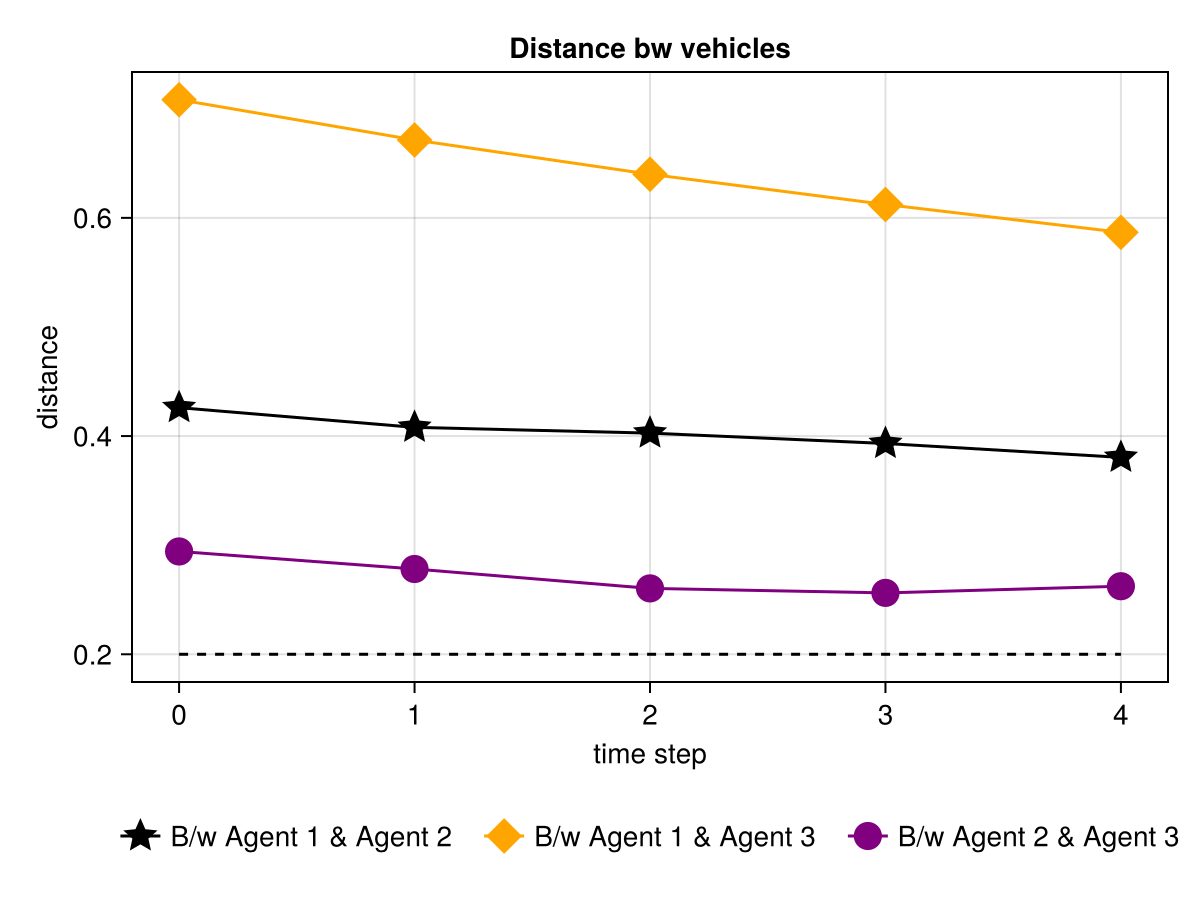 Distance bw vehicles
distance
0.6
0.4
0.2
0 1 2 3 4
time step
B/w Agent 1 & Agent 2 B/w Agent 1 & Agent 3 B/w Agent 2 & Agent 3